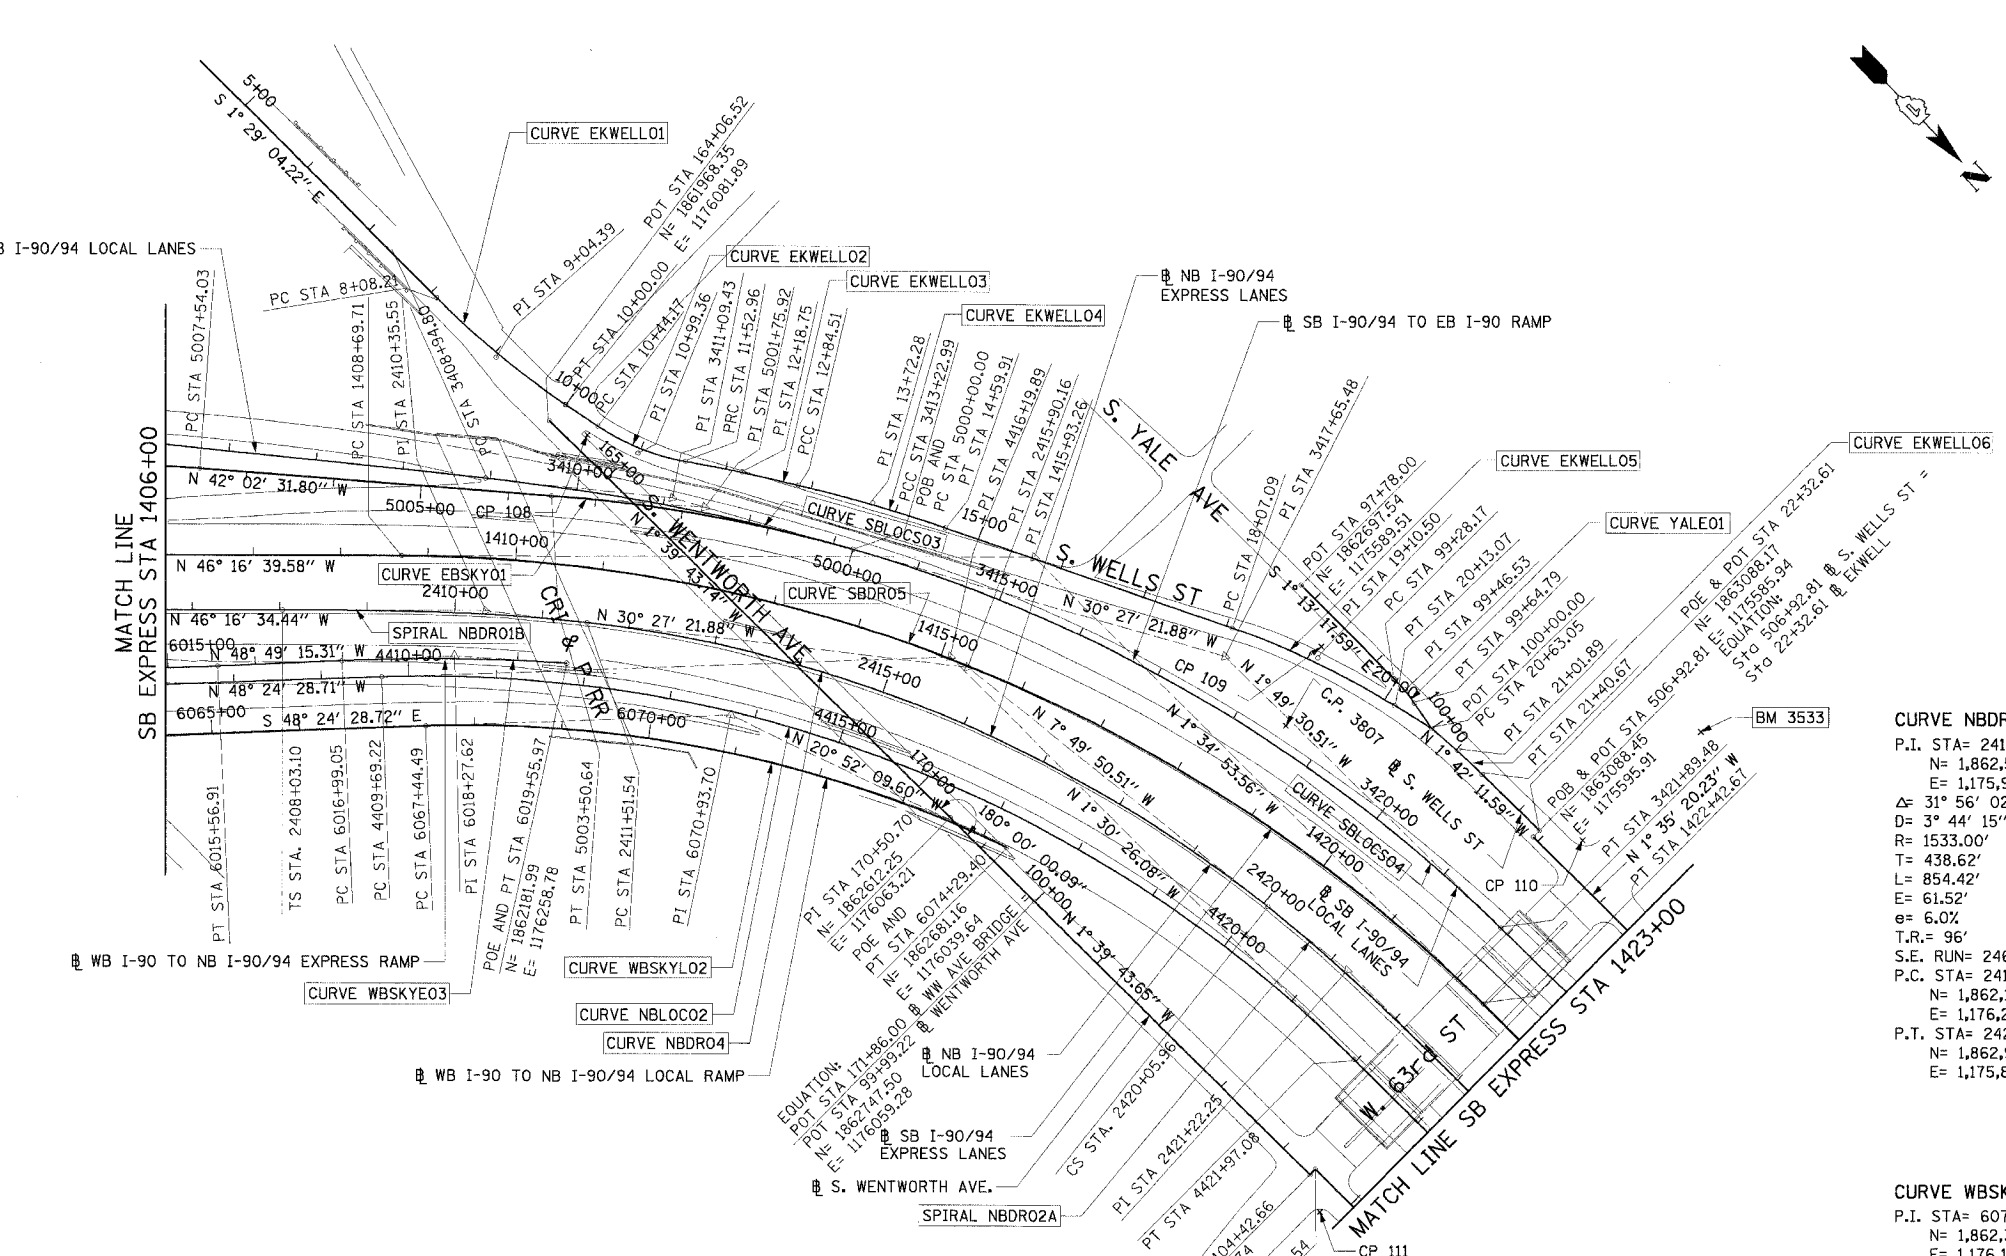 5+00
S 1° 29' 04.22" E
CURVE EKWELL01
PI STA 9+04.39
POT STA 164+06.52
N= 1861968.35
E= 1176081.89
B I-90/94 LOCAL LANES
PC STA 5007+54.03
PC STA 8+08.21
PC STA 1408+69.71
PI STA 2410+35.55
PC STA 3408+94.80
PT STA 10+00.00
10+00
PC STA 10+44.17
PI STA 10+99.36
PI STA 3411+09.43
PRC STA 11+52.96
PI STA 5001+75.92
PI STA 12+18.75
PCC STA 12+84.51
CURVE EKWELL02
CURVE EKWELL03
CURVE EKWELL04
PI STA 13+72.28
PCC STA 3413+22.99
POB AND
PC STA 5000+00.00
PT STA 14+59.91
PI STA 4416+19.89
PI STA 2415+90.16
PI STA 1415+93.26
℄ NB I-90/94
EXPRESS LANES
℄ SB I-90/94 TO EB I-90 RAMP
S. YALE AVE
PC STA 18+07.09
PI STA 3417+65.48
S 1° 13' 17.59" E
POT STA 97+78.00
N= 1862697.54
E= 1175589.51
PI STA 19+10.50
PC STA 99+28.17
PT STA 20+13.07
PI STA 99+46.53
PT STA 99+64.79
POT STA 100+00.00
PC STA 20+63.05
PI STA 21+01.89
PT STA 21+40.67
CURVE EKWELL05
CURVE EKWELL06
CURVE YALE01
POE & POT STA 22+32.61
N= 1863088.17
E= 1175585.94
EQUATION:
Sta 506+92.81 ℄ S. WELLS ST =
Sta 22+32.61 ℄ EKWELL
POB & POT STA 506+92.81
N= 1863088.45
E= 1175595.91
PT STA 3421+89.48
N 1° 35' 20.23" W
PT STA 1422+42.67
BM 3533
N
MATCH LINE
SB EXPRESS STA 1406+00
N 42° 02' 31.80" W
5005+00
CP 108
1410+00
3410+00
165+00
S. WENTWORTH AVE
N 1° 39' 43.74" W
CURVE SBLOCS03
15+00
S. WELLS ST
5000+00
3415+00
N 46° 16' 39.58" W
CURVE EBSKY01
2410+00
CURVE SBDR05
N 30° 27' 21.88" W
N 46° 16' 34.44" W
SPIRAL NBDR01B
CRI & P RR
N 30° 27' 21.88" W
1415+00
2415+00
CP 109
N 1° 49' 30.51" W
20+00
100+00
C.P. 3807
℄ S. WELLS ST
N 1° 42' 11.59" W
6015+00
N 48° 49' 15.31" W
4410+00
N 48° 24' 28.71" W
6065+00
S 48° 24' 28.72" E
6070+00
4415+00
N 20° 52' 09.60" W
170+00
N 7° 49' 50.51" W
N 1° 34' 53.56" W
3420+00
CURVE SBLOCS04
1420+00
N 1° 30' 26.08" W
2420+00
4420+00
℄ SB I-90/94
LOCAL LANES
CP 110
180° 00' 00.09"
100+00
N 1° 39' 43.65" W
PT STA 6015+56.91
TS STA. 2408+03.10
PC STA 6016+99.05
PC STA 4409+69.22
PC STA 6067+44.49
PI STA 6018+27.62
POE AND PT STA 6019+55.97
N= 1862181.99
E= 1176258.78
PT STA 5003+50.64
PC STA 2411+51.54
PI STA 6070+93.70
PI STA 170+50.70
N= 1862612.25
E= 1176063.21
POE AND
PT STA 6074+29.40
N= 1862681.16
E= 1176039.64
EQUATION:
POT STA 171+86.00 ℄ WW AVE BRIDGE =
POT STA 99+99.22 ℄ WENTWORTH AVE
N= 1862747.50
E= 1176059.28
℄ WB I-90 TO NB I-90/94 EXPRESS RAMP
CURVE WBSKYE03
CURVE WBSKYL02
CURVE NBLOC02
CURVE NBDR04
℄ WB I-90 TO NB I-90/94 LOCAL RAMP
℄ NB I-90/94
LOCAL LANES
℄ SB I-90/94
EXPRESS LANES
℄ S. WENTWORTH AVE.
SPIRAL NBDR02A
CS STA. 2420+05.96
PI STA 2421+22.25
PT STA 4421+97.08
W. 63rd ST
MATCH LINE SB EXPRESS STA 1423+00
CP 111
CURVE NBDR
P.I. STA= 241
N= 1,862,
E= 1,175,
Δ= 31° 56' 02
D= 3° 44' 15"
R= 1533.00'
T= 438.62'
L= 854.42'
E= 61.52'
e= 6.0%
T.R.= 96'
S.E. RUN= 246
P.C. STA= 241
N= 1,862,
E= 1,176,2
P.T. STA= 242
N= 1,862,
E= 1,175,8
CURVE WBSK
P.I. STA= 607
N= 1,862,
E= 1,176,1